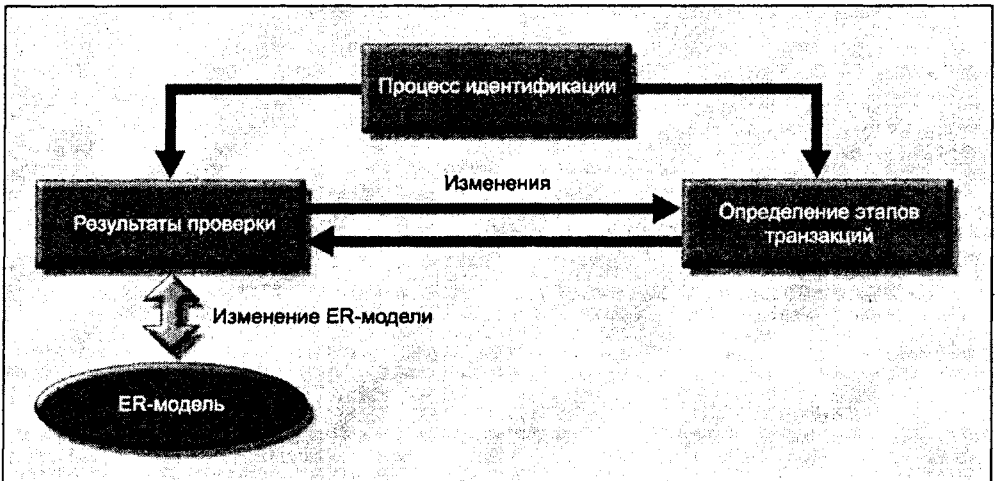 Процесс идентификации
Изменения
Результаты проверки
Определение этапов
транзакций
Изменение ER-модели
ER-модель